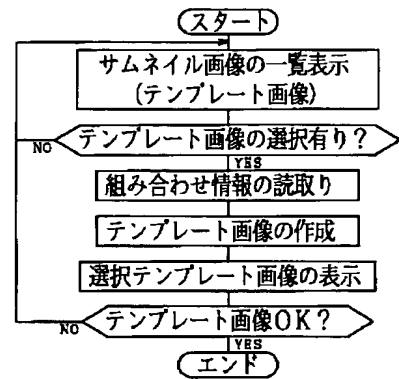 スタート
サムネイル画像の一覧表示
(テンプレート画像)
テンプレート画像の選択有り?
NO
YES
組み合わせ情報の読取り
テンプレート画像の作成
選択テンプレート画像の表示
テンプレート画像OK?
NO
YES
エンド